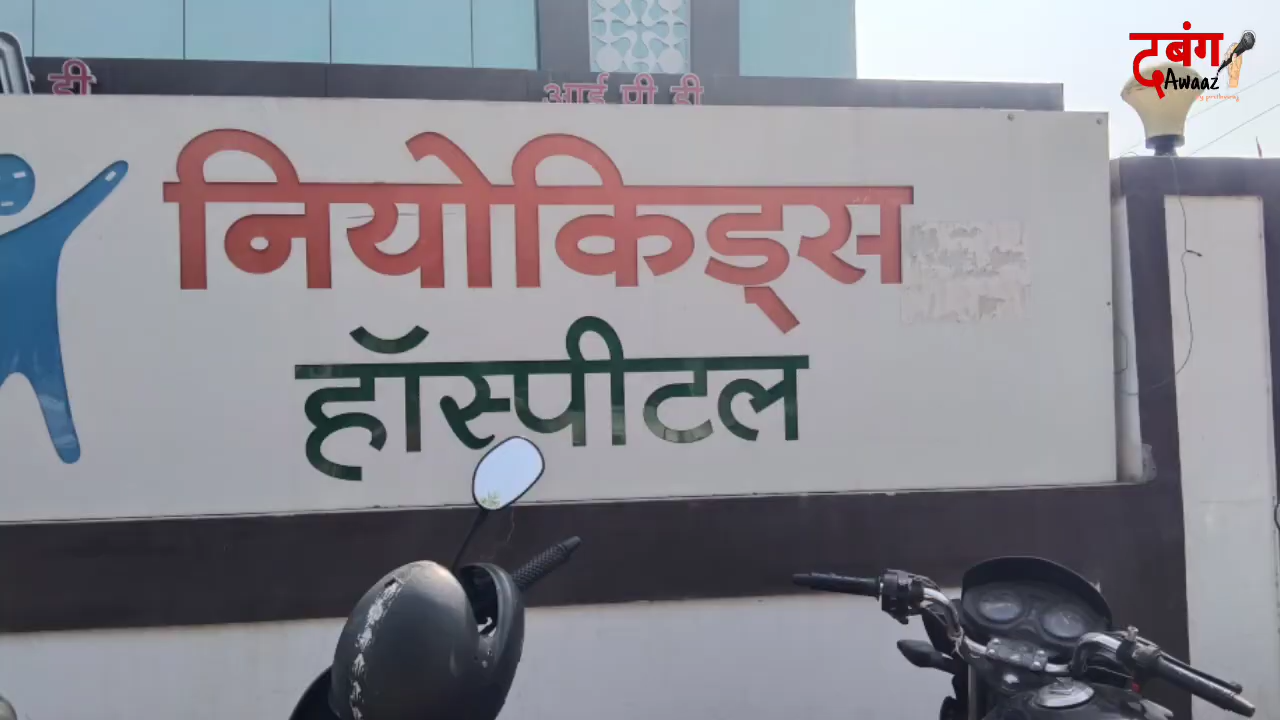 दबंग
Awaaz
डी
आई पी डी
नियोकिड्स
हॉस्पीटल